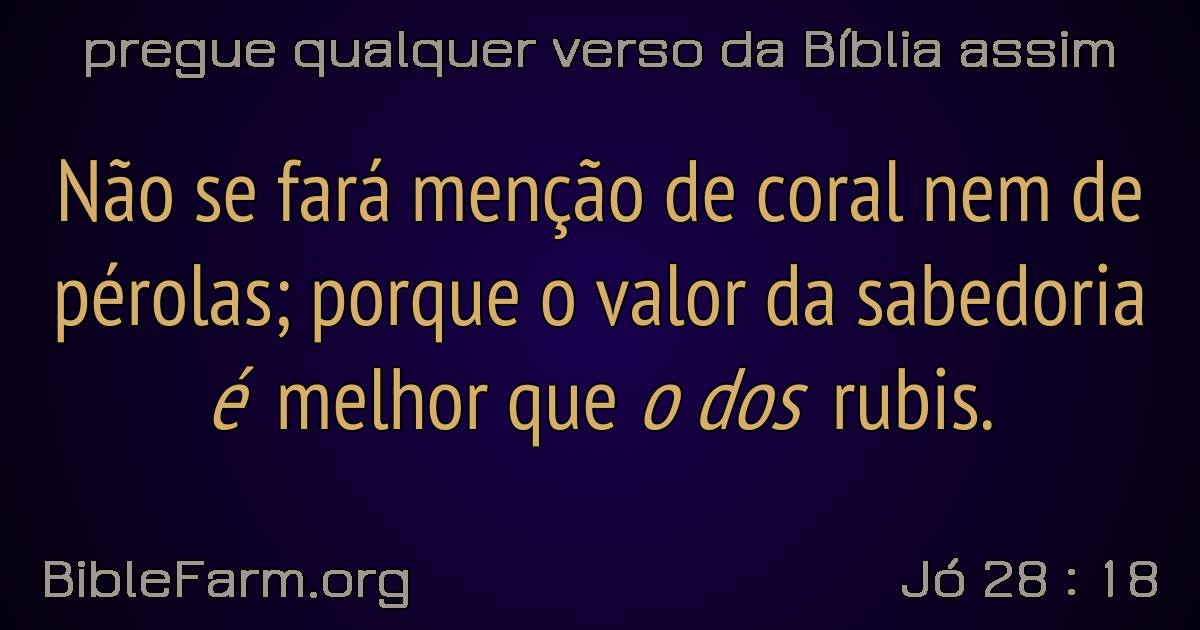 pregue qualquer verso da Bíblia assim
Não se fará menção de coral nem de
pérolas; porque o valor da sabedoria
é melhor que o dos rubis.
BibleFarm.org
Jó 28 : 18